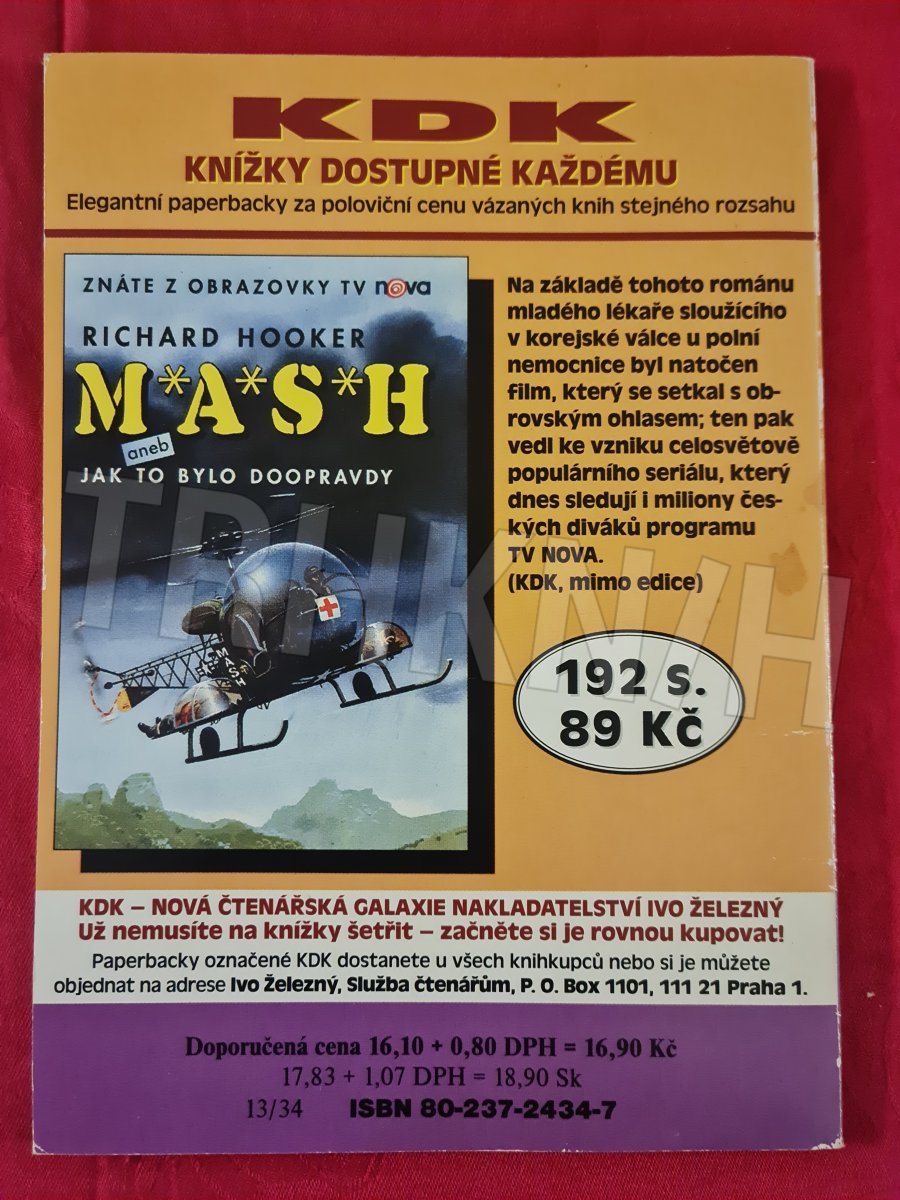 KDK
KNÍŽKY DOSTUPNÉ KAŽDÉMU
Elegantní paperbacky za poloviční cenu vázaných knih stejného rozsahu
ZNÁTE Z OBRAZOVKY TV nova
RICHARD HOOKER
M*A*S*H
aneb
JAK TO BYLO DOOPRAVDY
MASH
Na základě tohoto románu
mladého lékaře sloužícího
v korejské válce u polní
nemocnice byl natočen
film, který se setkal s ob-
rovským ohlasem; ten pak
vedl ke vzniku celosvětově
populárního seriálu, který
dnes sledují i miliony čes-
kých diváků programu
TV NOVA.
(KDK, mimo edice)
192 s.
89 Kč
TRHKNIH
KDK – NOVÁ ČTENÁŘSKÁ GALAXIE NAKLADATELSTVÍ IVO ŽELEZNÝ
Už nemusíte na knížky šetřit – začněte si je rovnou kupovat!
Paperbacky označené KDK dostanete u všech knihkupců nebo si je můžete
objednat na adrese Ivo Železný, Služba čtenářům, P. O. Box 1101, 111 21 Praha 1.
Doporučená cena 16,10 + 0,80 DPH = 16,90 Kč
17,83 + 1,07 DPH = 18,90 Sk
13/34 ISBN 80-237-2434-7